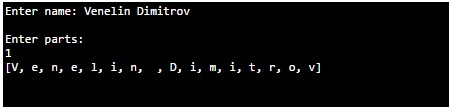 Enter name: Venelin Dimitrov
Enter parts:
1
[V, e, n, e, l, i, n,  , D, i, m, i, t, r, o, v]